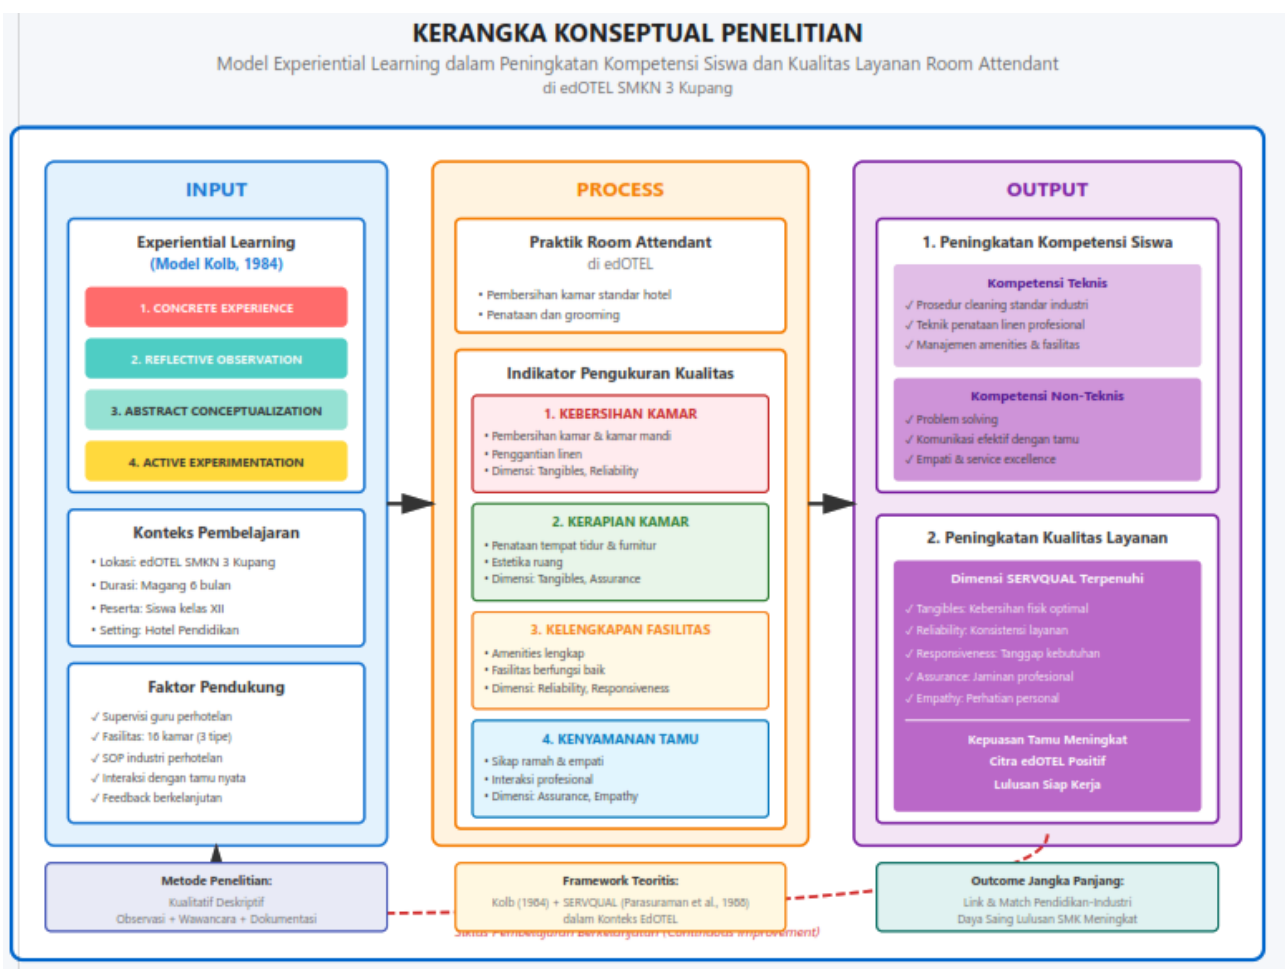 KERANGKA KONSEPTUAL PENELITIAN
Model Experiential Learning dalam Peningkatan Kompetensi Siswa dan Kualitas Layanan Room Attendant
di edOTEL SMKN 3 Kupang
INPUT
Experiential Learning
(Model Kolb, 1984)
1. CONCRETE EXPERIENCE
2. REFLECTIVE OBSERVATION
3. ABSTRACT CONCEPTUALIZATION
4. ACTIVE EXPERIMENTATION
Konteks Pembelajaran
• Lokasi: edOTEL SMKN 3 Kupang
• Durasi: Magang 6 bulan
• Peserta: Siswa kelas XII
• Setting: Hotel Pendidikan
Faktor Pendukung
✓ Supervisi guru perhotelan
✓ Fasilitas: 16 kamar (3 tipe)
✓ SOP industri perhotelan
✓ Interaksi dengan tamu nyata
✓ Feedback berkelanjutan
PROCESS
Praktik Room Attendant
di edOTEL
• Pembersihan kamar standar hotel
• Penataan dan grooming
Indikator Pengukuran Kualitas
1. KEBERSIHAN KAMAR
• Pembersihan kamar & kamar mandi
• Penggantian linen
• Dimensi: Tangibles, Reliability
2. KERAPIAN KAMAR
• Penataan tempat tidur & furnitur
• Estetika ruang
• Dimensi: Tangibles, Assurance
3. KELENGKAPAN FASILITAS
• Amenities lengkap
• Fasilitas berfungsi baik
• Dimensi: Reliability, Responsiveness
4. KENYAMANAN TAMU
• Sikap ramah & empati
• Interaksi profesional
• Dimensi: Assurance, Empathy
OUTPUT
1. Peningkatan Kompetensi Siswa
Kompetensi Teknis
✓ Prosedur cleaning standar industri
✓ Teknik penataan linen profesional
✓ Manajemen amenities & fasilitas
Kompetensi Non-Teknis
✓ Problem solving
✓ Komunikasi efektif dengan tamu
✓ Empati & service excellence
2. Peningkatan Kualitas Layanan
Dimensi SERVQUAL Terpenuhi
✓ Tangibles: Kebersihan fisik optimal
✓ Reliability: Konsistensi layanan
✓ Responsiveness: Tanggap kebutuhan
✓ Assurance: Jaminan profesional
✓ Empathy: Perhatian personal
Kepuasan Tamu Meningkat
Citra edOTEL Positif
Lulusan Siap Kerja
Metode Penelitian:
Kualitatif Deskriptif
Observasi + Wawancara + Dokumentasi
Framework Teoritis:
Kolb (1984) + SERVQUAL (Parasuraman et al., 1988)
dalam Konteks EdOTEL
Outcome Jangka Panjang:
Link & Match Pendidikan-Industri
Daya Saing Lulusan SMK Meningkat
Siklus Pembelajaran Berkelanjutan (Continuous Improvement)